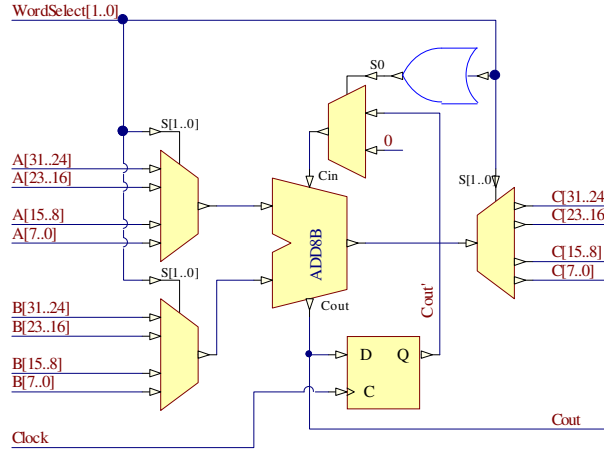 WordSelect[1..0]
S0
S[1..0]
0
A[31..24]
A[23..16]
Cin
S[1..0]
C[31..24
C[23..16
A[15..8]
A[7..0]
ADD8B
C[15..8]
C[7..0]
S[1..0]
Cout
Cout'
B[31..24]
B[23..16]
D Q
B[15..8]
B[7..0]
C
Cout
Clock